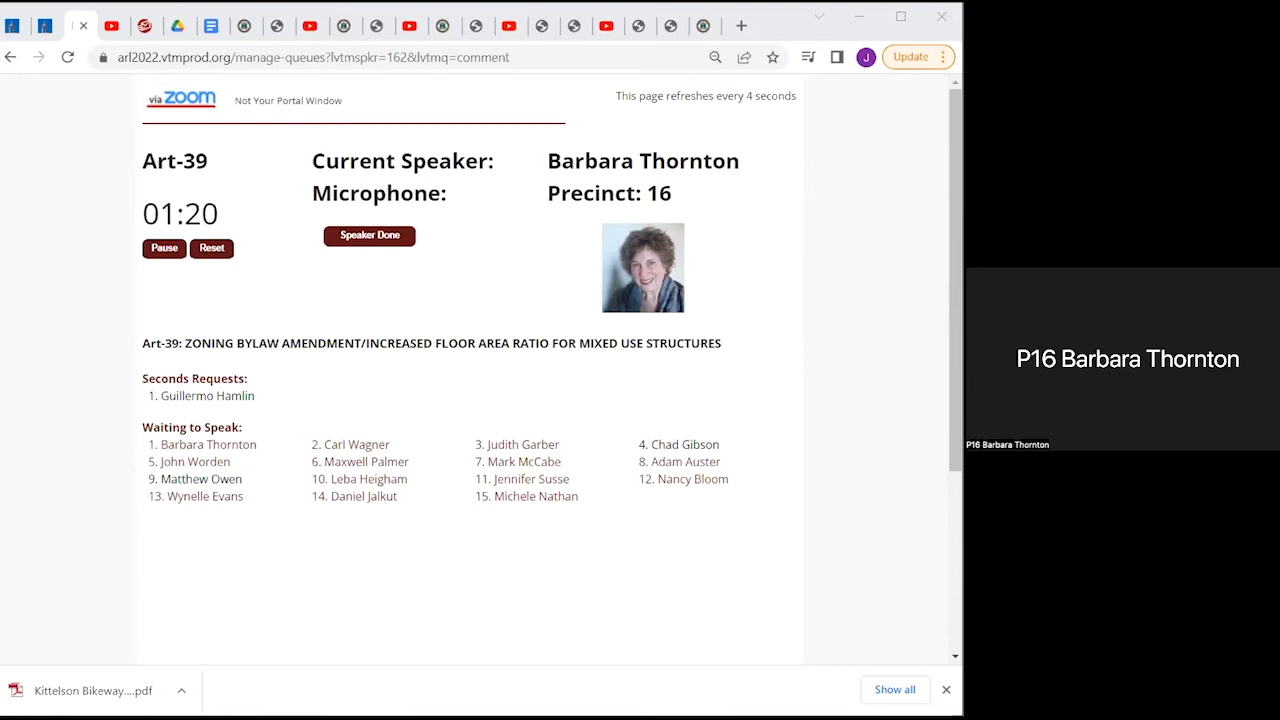 arl2022.vtmprod.org/manage-queues?lvtmspkr=162&lvtmq=comment
Update
J
via zoom
Not Your Portal Window
This page refreshes every 4 seconds
Art-39
Current Speaker:
Barbara Thornton
Microphone:
Precinct: 16
01:20
Pause
Reset
Speaker Done
Art-39: ZONING BYLAW AMENDMENT/INCREASED FLOOR AREA RATIO FOR MIXED USE STRUCTURES
Seconds Requests:
1. Guillermo Hamlin
Waiting to Speak:
1. Barbara Thornton 2. Carl Wagner 3. Judith Garber 4. Chad Gibson
5. John Worden 6. Maxwell Palmer 7. Mark McCabe 8. Adam Auster
9. Matthew Owen 10. Leba Heigham 11. Jennifer Susse 12. Nancy Bloom
13. Wynelle Evans 14. Daniel Jalkut 15. Michele Nathan
P16 Barbara Thornton
P16 Barbara Thornton
Kittelson Bikeway....pdf
Show all